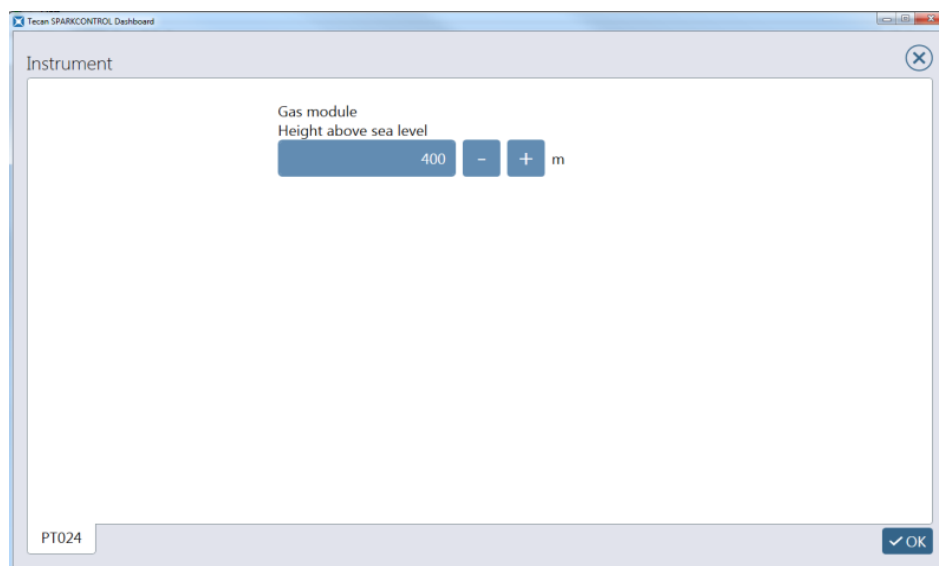 Tecan SPARKCONTROL Dashboard
Instrument
Gas module
Height above sea level
400 - + m
PT024
OK